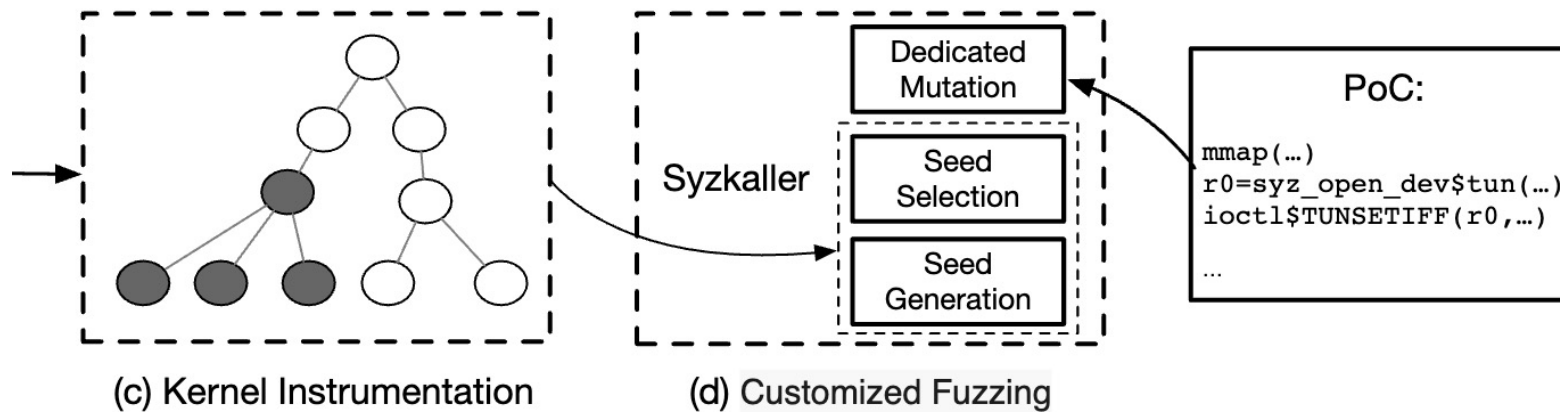 Dedicated
Mutation
Syzkaller
Seed
Selection
Seed
Generation
PoC:
mmap(…)
r0=syz_open_dev$tun(…)
ioctl$TUNSETIFF(r0,…)
…
(c) Kernel Instrumentation
(d) Customized Fuzzing